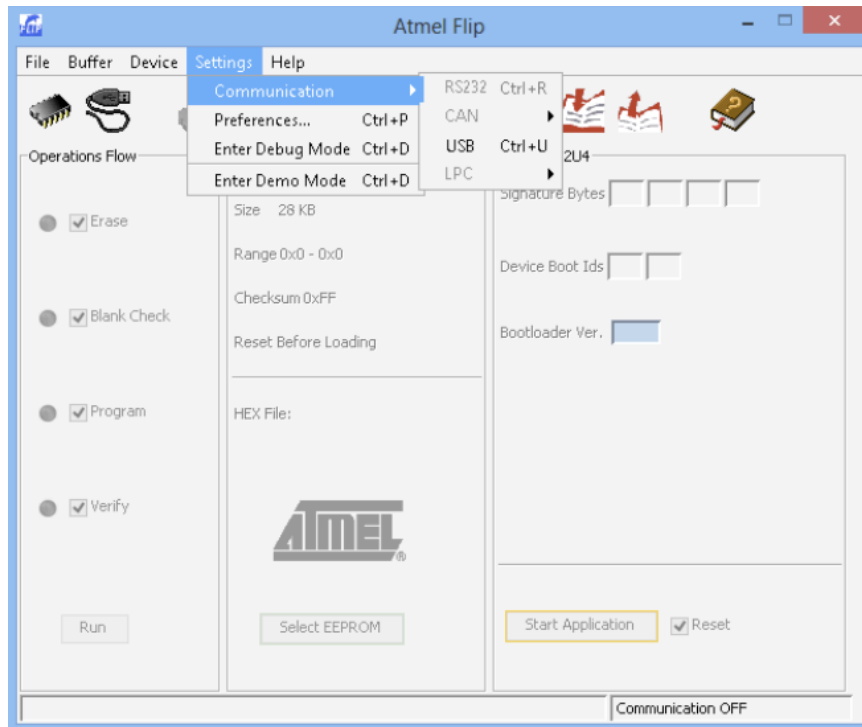 Atmel Flip
File Buffer Device Settings Help
Communication
Preferences... Ctrl+P
Enter Debug Mode Ctrl+D
Enter Demo Mode Ctrl+D
RS232 Ctrl+R
CAN
USB Ctrl+U
LPC
Operations Flow
Erase
Blank Check
Program
Verify
Run
Size 28 KB
Range 0x0 - 0x0
Checksum 0xFF
Reset Before Loading
HEX File:
ATMEL
®
Select EEPROM
2U4
Signature Bytes
Device Boot Ids
Bootloader Ver.
Start Application
Reset
Communication OFF